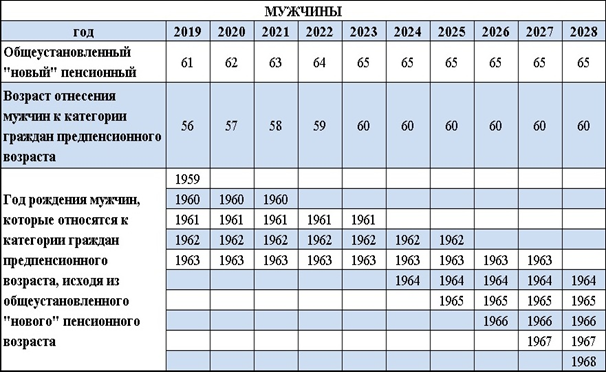 МУЖЧИНЫ
год 2019 2020 2021 2022 2023 2024 2025 2026 2027 2028
Общеустановленный
"новый" пенсионный
61 62 63 64 65 65 65 65 65 65
Возраст отнесения
мужчин к категории
граждан предпенсионного
возраста
56 57 58 59 60 60 60 60 60 60
1959
Год рождения мужчин, 1960 1960 1960
которые относятся к 1961 1961 1961 1961 1961
категории граждан 1962 1962 1962 1962 1962 1962 1962
предпенсионного 1963 1963 1963 1963 1963 1963 1963 1963 1963
возраста, исходя из 1964 1964 1964 1964 1964
общеустановленного 1965 1965 1965 1965
"нового" пенсионного 1966 1966 1966
возраста 1967 1967
1968